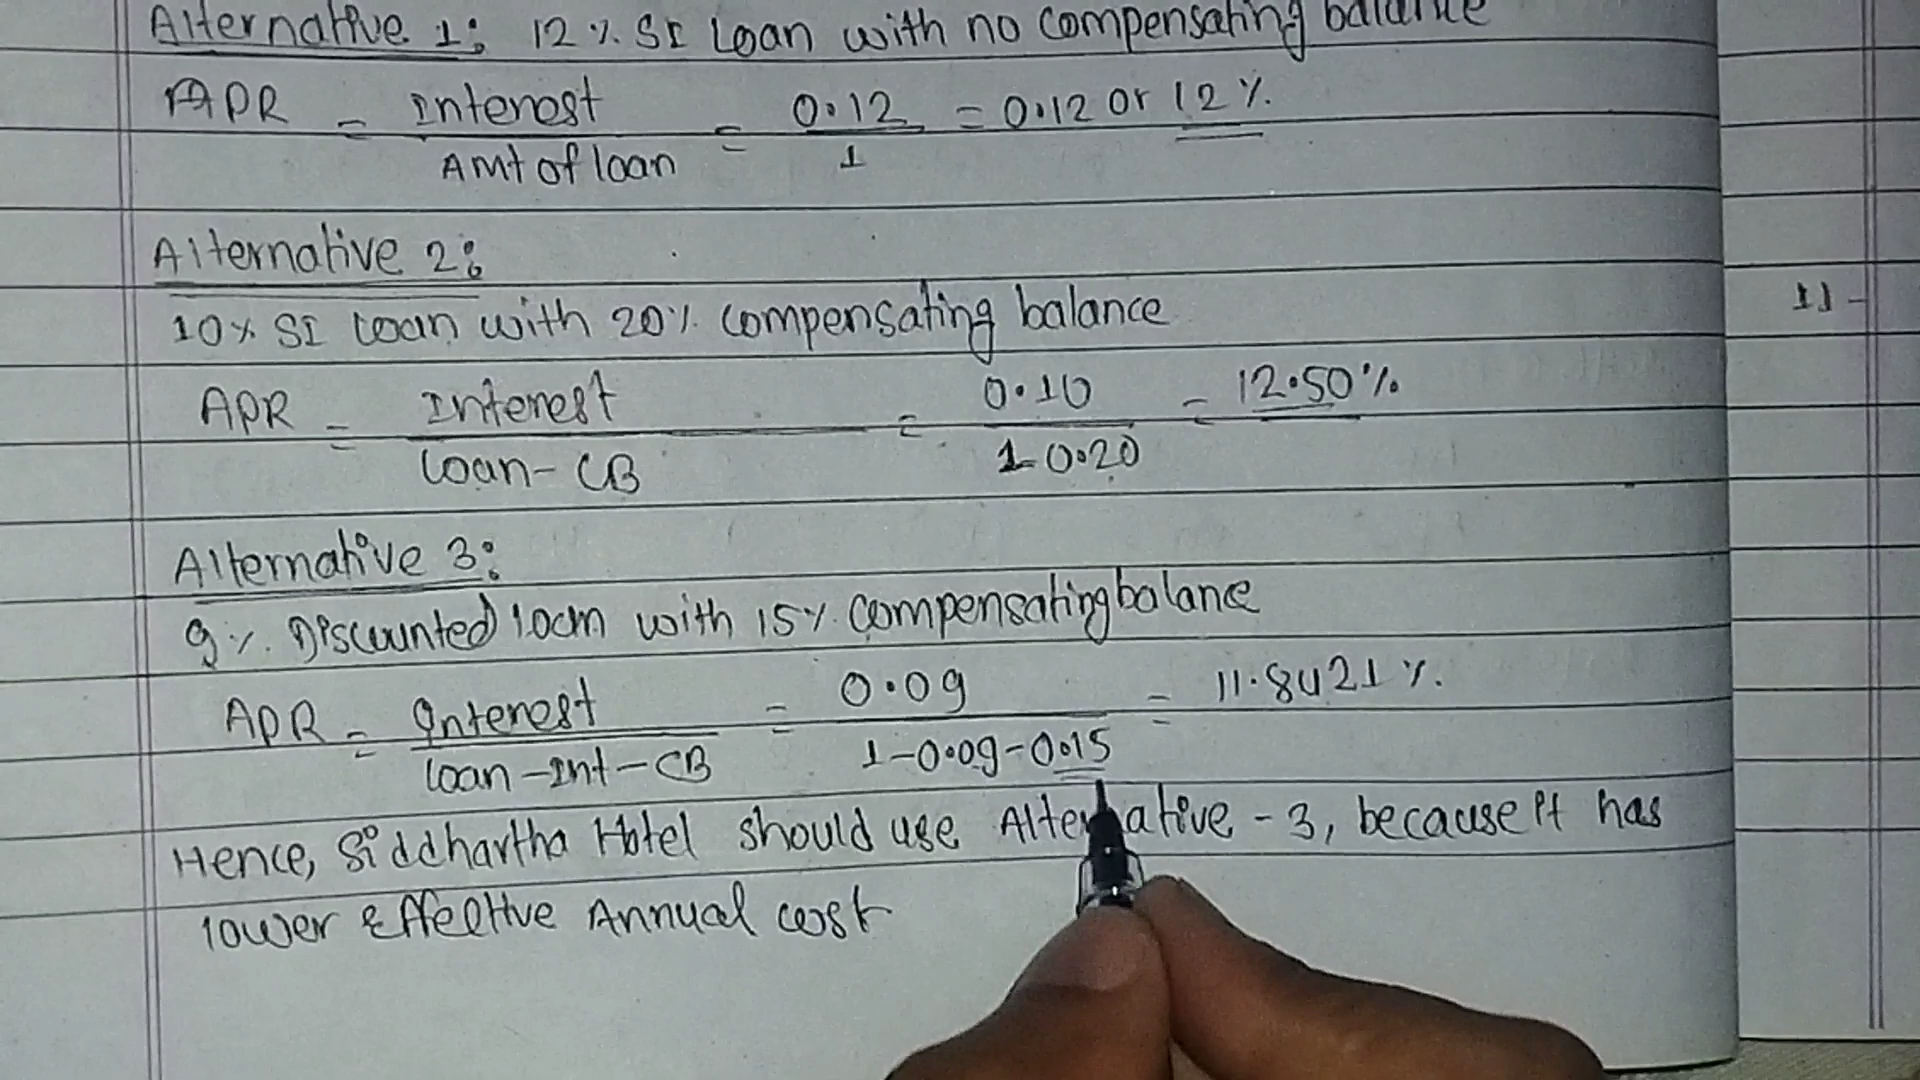 Alternative 1: 12% SI Loan with no compensating balance
APR = Interest / Amt of loan = 0.12 / 1 = 0.12 or 12%.
Alternative 2:
10% SI Loan with 20% compensating balance
APR = Interest / Loan-CB = 0.10 / 1-0.20 = 12.50%
Alternative 3:
9%. Discounted loan with 15% compensating balance
APR = Interest / loan-Int-CB = 0.09 / 1-0.09-0.15 = 11.8421%.
Hence, Siddhartha Hotel should use Alternative-3, because it has
lower Effective Annual cost
11-